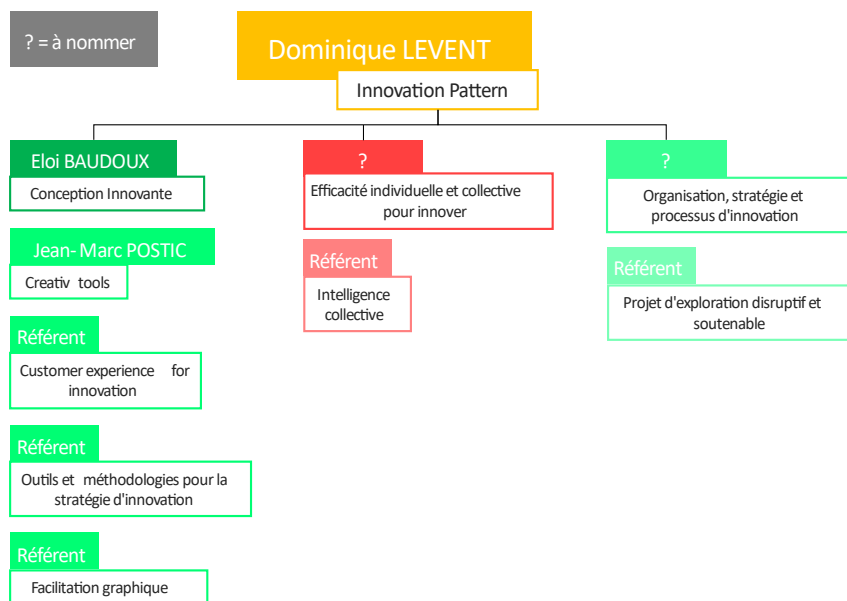 ? = à nommer
Dominique LEVENT
Innovation Pattern
Eloi BAUDOUX
Conception Innovante
Jean- Marc POSTIC
Creativ tools
Référent
Customer experience for
innovation
Référent
Outils et méthodologies pour la
stratégie d'innovation
Référent
Facilitation graphique
?
Efficacité individuelle et collective
pour innover
Référent
Intelligence
collective
?
Organisation, stratégie et
processus d'innovation
Référent
Projet d'exploration disruptif et
soutenable